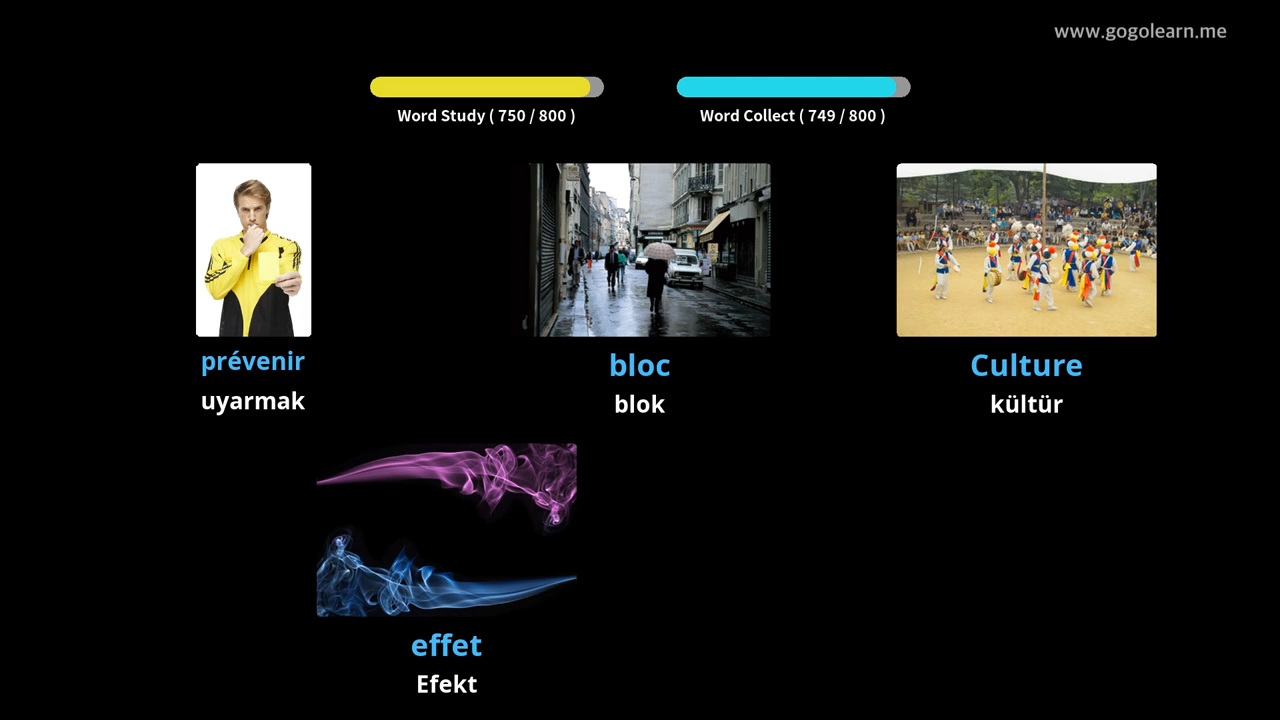 www.gogolearn.me
Word Study ( 750 / 800 )
Word Collect ( 749 / 800 )
prévenir
uyarmak
bloc
blok
Culture
kültür
effet
Efekt